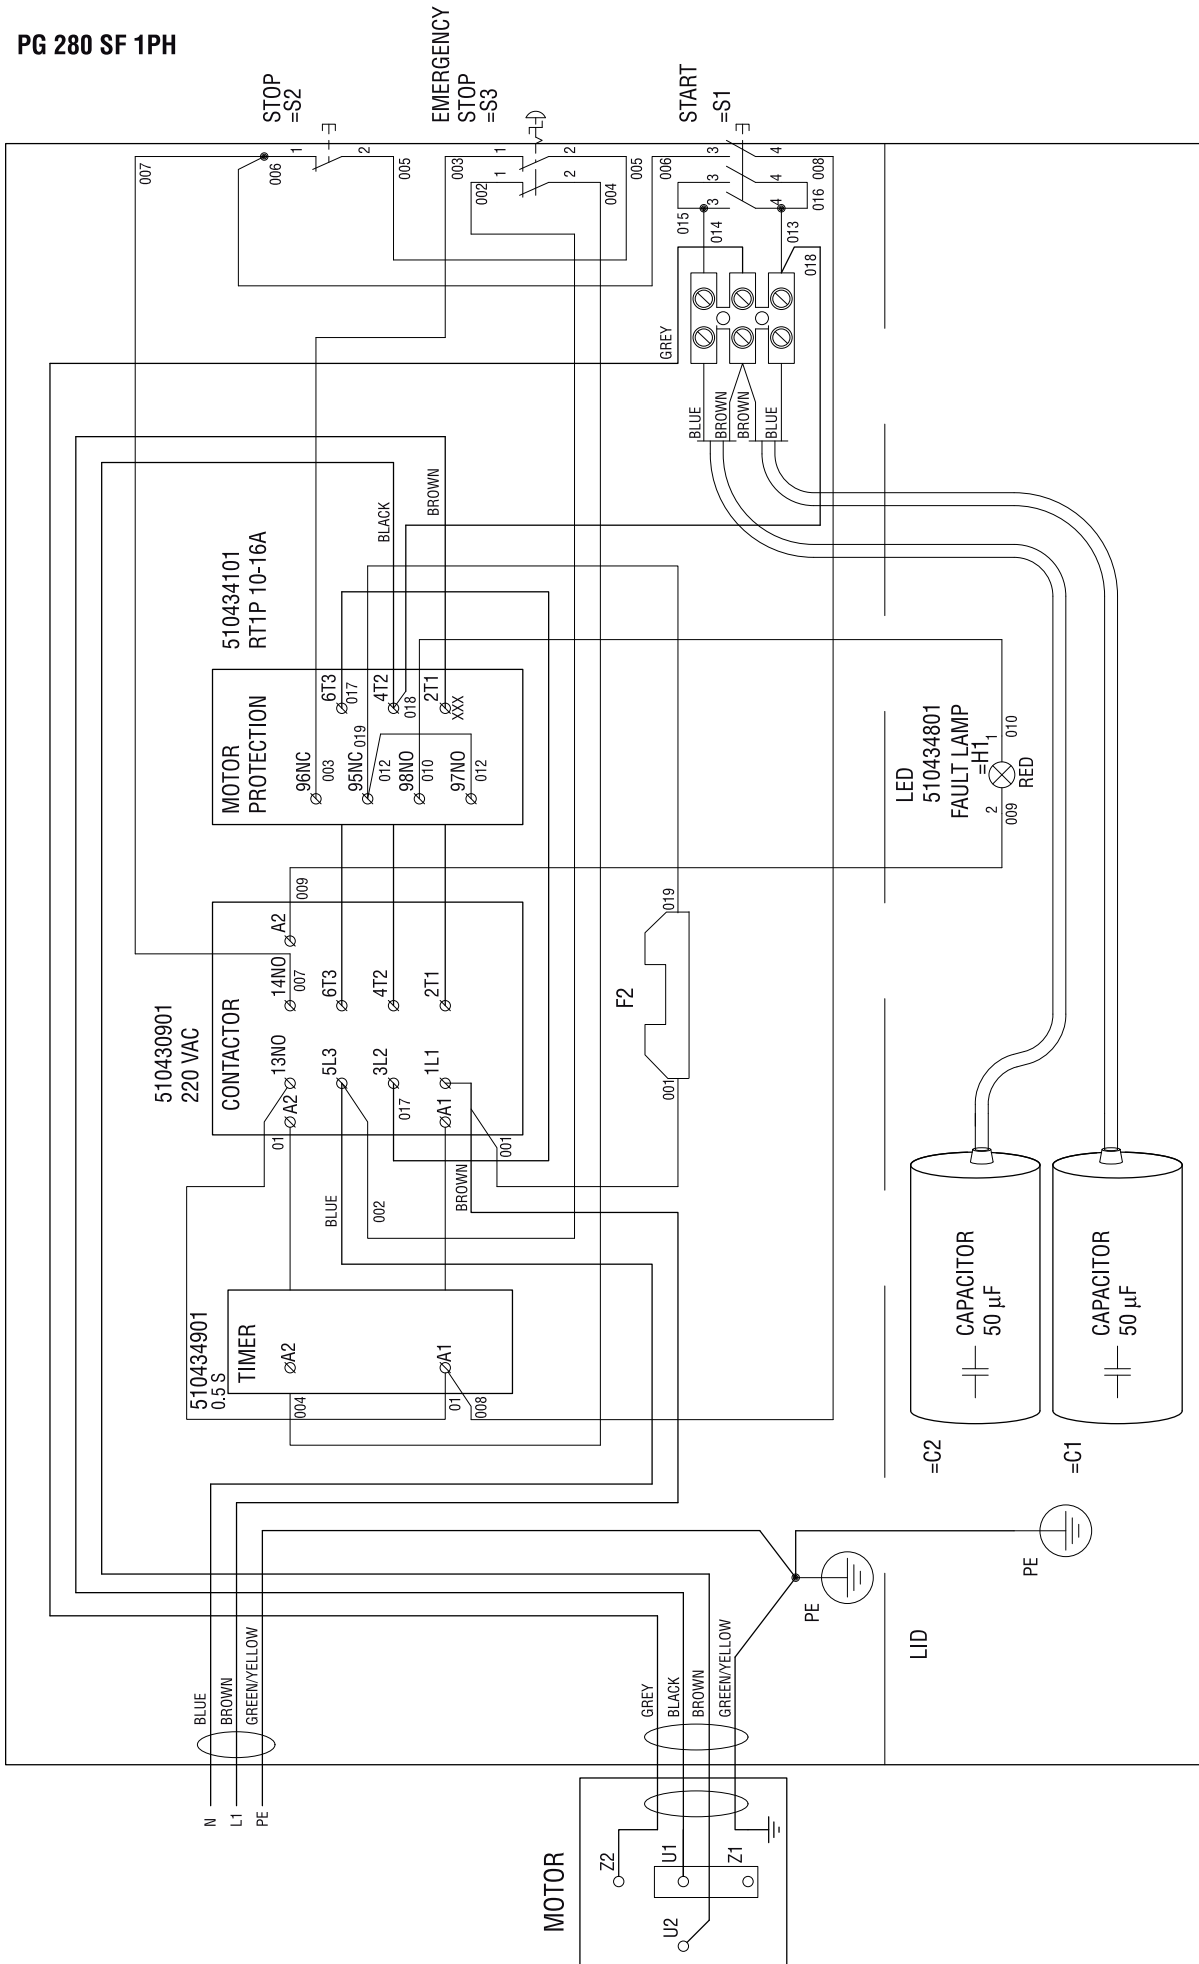 PG 280 SF 1PH
STOP
=S2
EMERGENCY
STOP
=S3
START
=S1
007
006
1
2
005
003
002
1
1
2
2
004
005
006
015
014
3
3
3
4
4
4
008
016
013
018
GREY
BLUE
BROWN
BROWN
BLUE
BLACK
BROWN
510434101
RT1P 10-16A
MOTOR
PROTECTION
6T3
017
4T2
018
2T1
XXX
96NC
003
95NC
019
012
98NO
010
97NO
012
510430901
220 VAC
CONTACTOR
A2
009
14NO
007
6T3
4T2
2T1
13NO
5L3
3L2
1L1
A2
01
017
A1
001
F2
019
001
LED
510434801
FAULT LAMP
=H1
1
010
2
009
RED
BLUE
002
BROWN
510434901
0.5 S
TIMER
A2
A1
004
01
008
CAPACITOR
50 µF
=C2
CAPACITOR
50 µF
=C1
PE
PE
LID
BLUE
BROWN
GREEN/YELLOW
N
L1
PE
GREY
BLACK
BROWN
GREEN/YELLOW
MOTOR
Z2
U1
Z1
U2